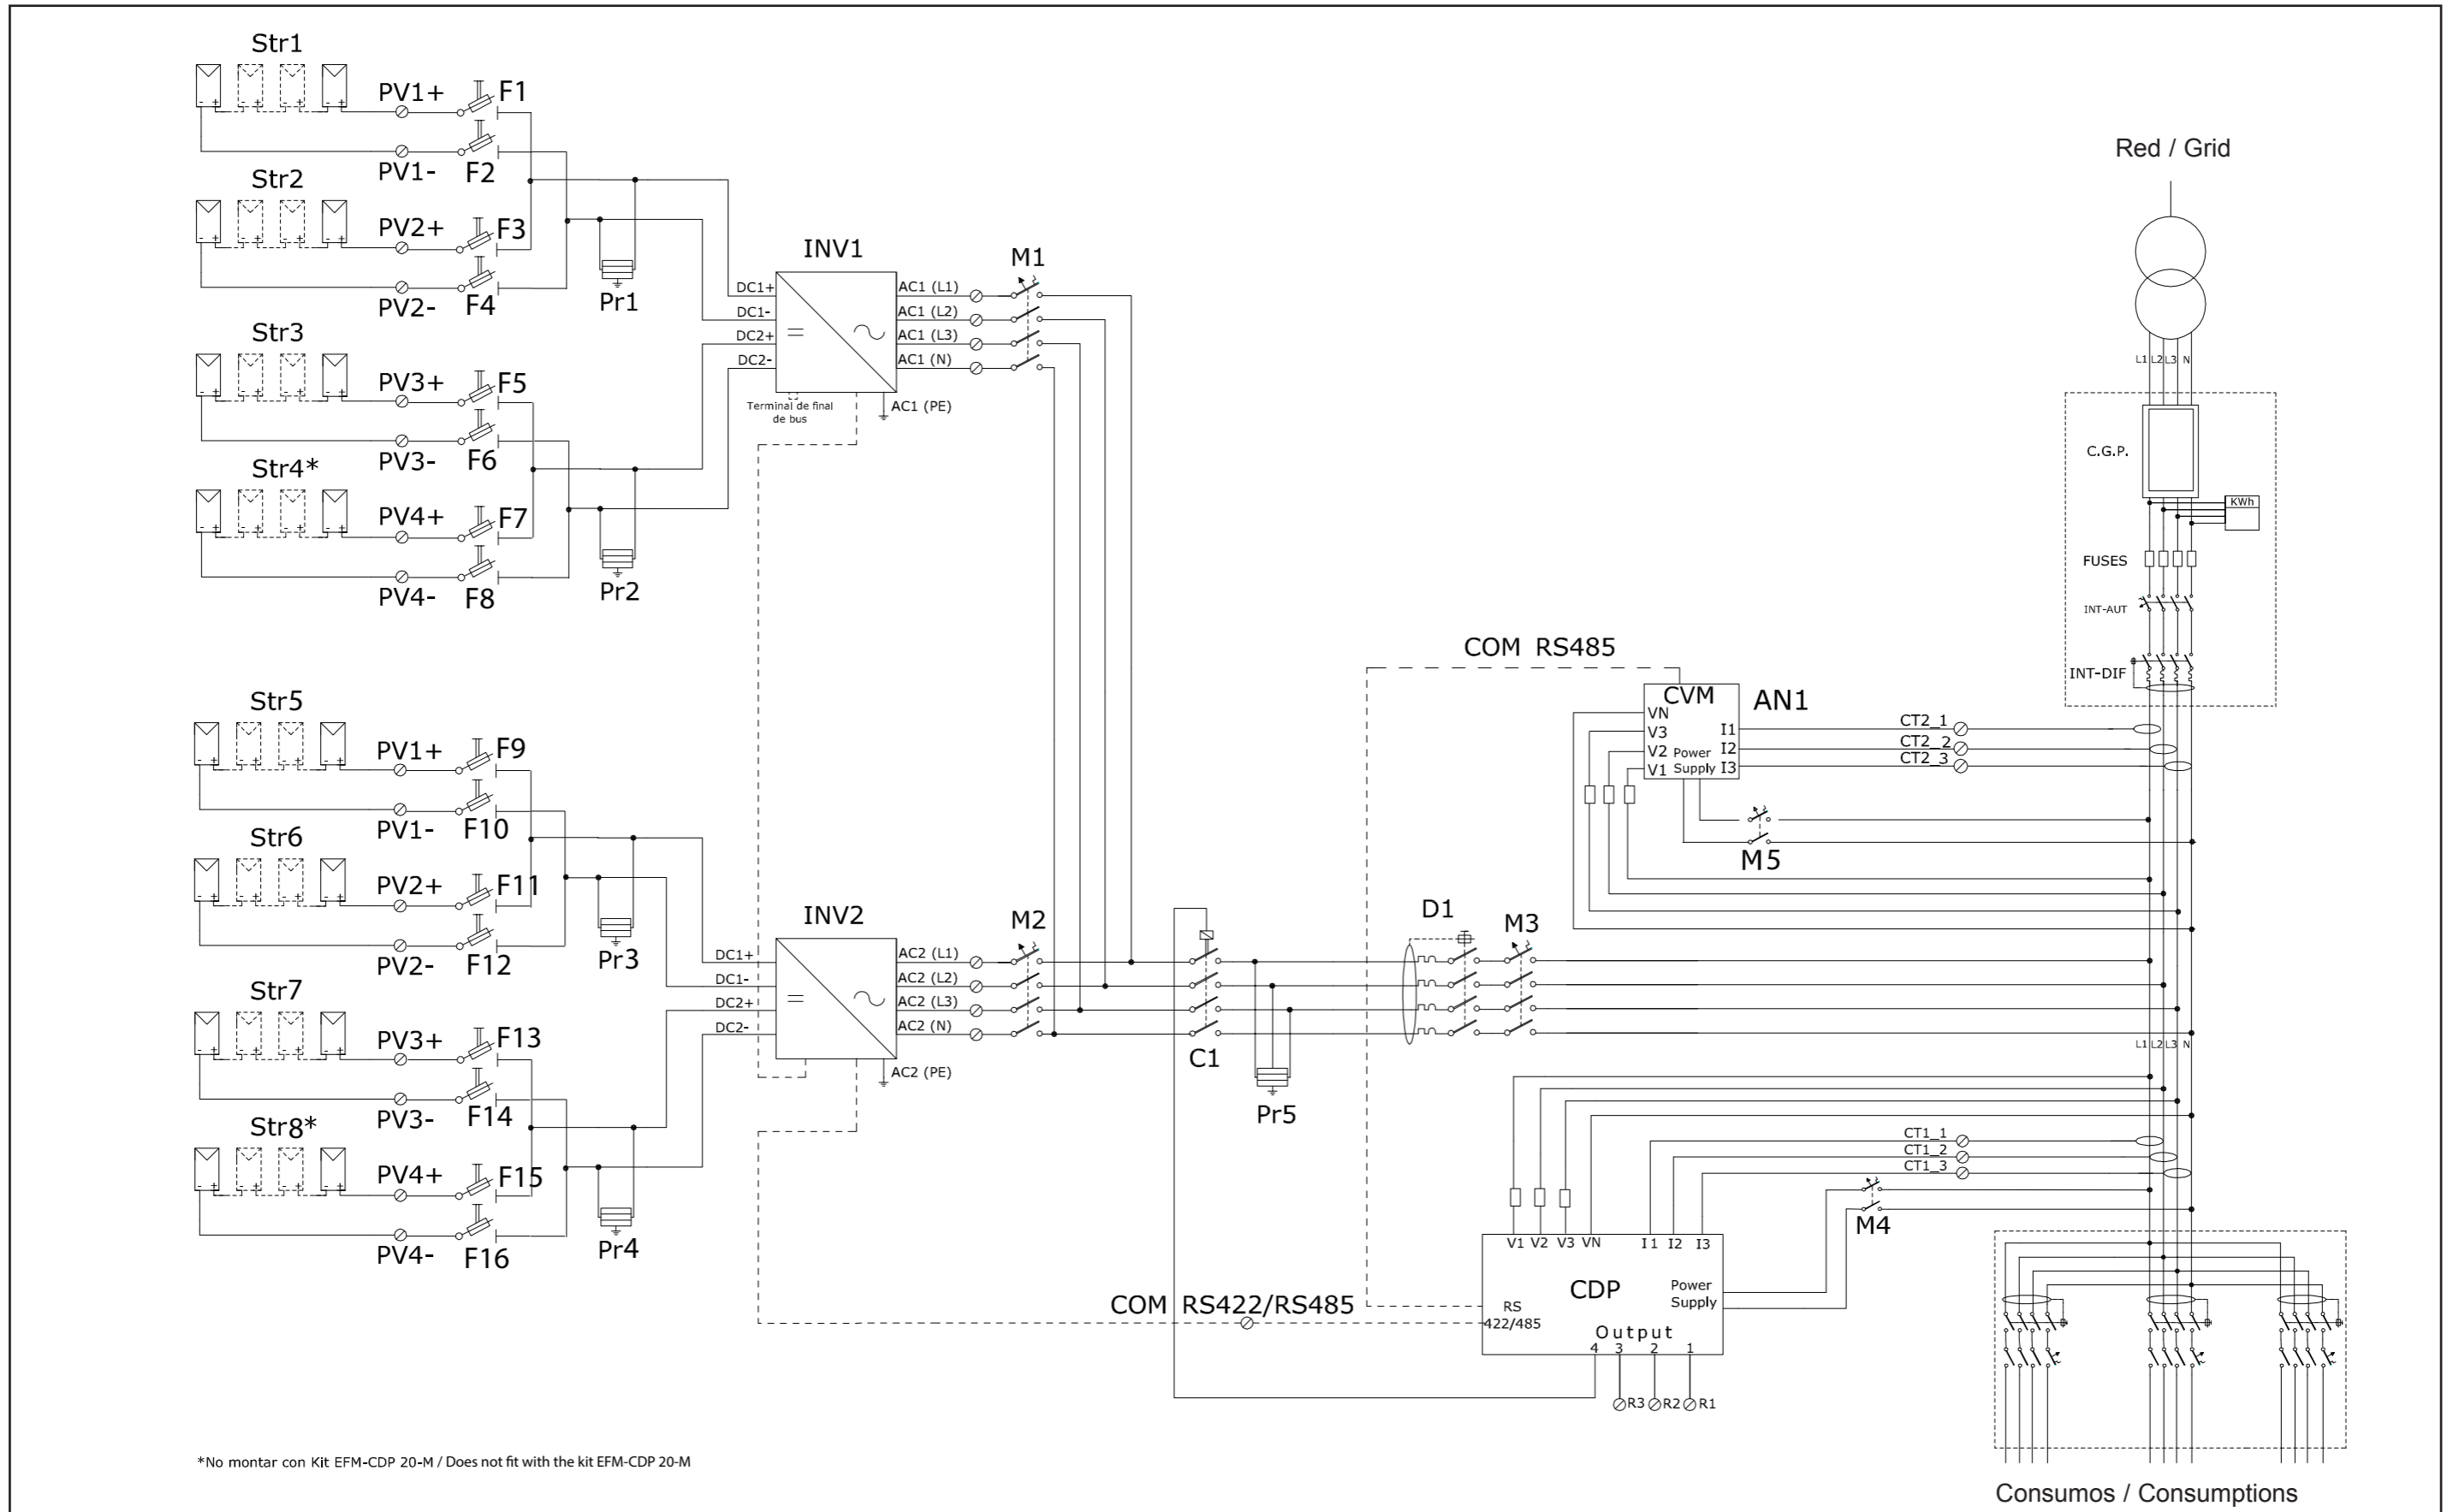 Str1
PV1+
F1
PV1-
F2
Str2
PV2+
F3
PV2-
F4
Pr1
Str3
PV3+
F5
PV3-
F6
Str4*
PV4+
F7
PV4-
F8
Pr2
INV1
DC1+
DC1-
DC2+
DC2-
AC1 (L1)
AC1 (L2)
AC1 (L3)
AC1 (N)
AC1 (PE)
Terminal de final
de bus
M1
Str5
PV1+
F9
PV1-
F10
Str6
PV2+
F11
PV2-
F12
Pr3
Str7
PV3+
F13
PV3-
F14
Str8*
PV4+
F15
PV4-
F16
Pr4
INV2
DC1+
DC1-
DC2+
DC2-
AC2 (L1)
AC2 (L2)
AC2 (L3)
AC2 (N)
AC2 (PE)
M2
C1
Pr5
D1
M3
COM RS485
CVM
AN1
VN
V3
V2
V1
Power
Supply
I1
I2
I3
CT2_1
CT2_2
CT2_3
M5
Red / Grid
L1 L2 L3 N
C.G.P.
KWh
FUSES
INT-AUT
INT-DIF
L1 L2 L3 N
CT1_1
CT1_2
CT1_3
M4
V1 V2 V3 VN I1 I2 I3
CDP
Power
Supply
RS
422/485
Output
4 3 2 1
R3 R2 R1
COM RS422/RS485
*No montar con Kit EFM-CDP 20-M / Does not fit with the kit EFM-CDP 20-M
Consumos / Consumptions